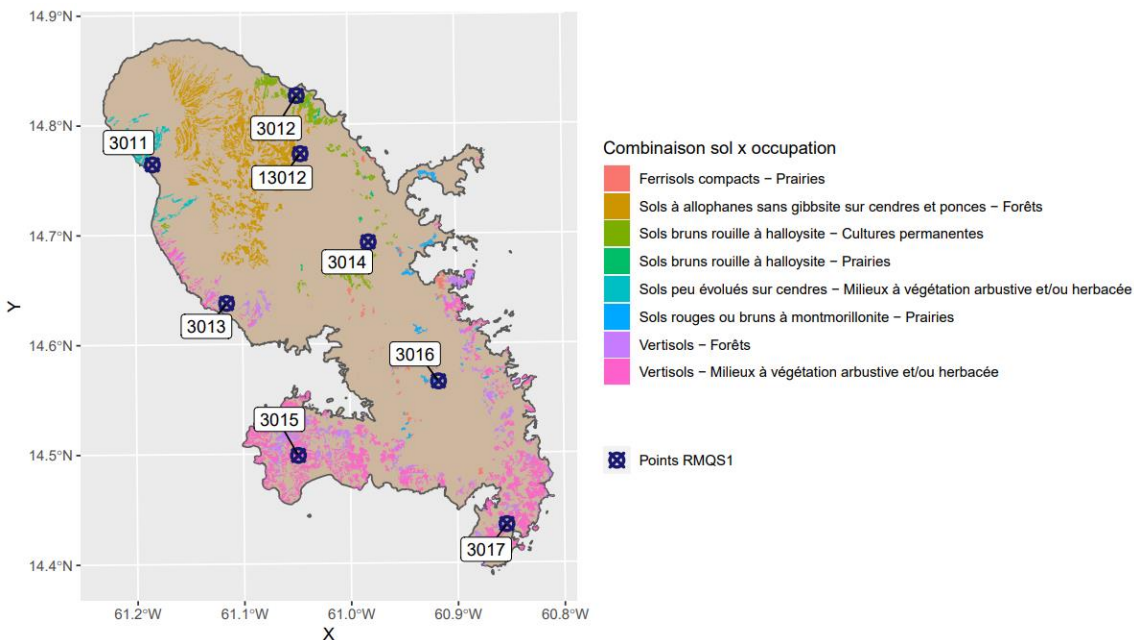 14.9°N
14.8°N
14.7°N
14.6°N
14.5°N
14.4°N
Y
61.2°W 61.1°W 61.0°W 60.9°W 60.8°W
X
3011
3012
13012
3014
3013
3016
3015
3017
Combinaison sol x occupation
Ferrisols compacts – Prairies
Sols à allophanes sans gibbsite sur cendres et ponces – Forêts
Sols bruns rouille à halloysite – Cultures permanentes
Sols bruns rouille à halloysite – Prairies
Sols peu évolués sur cendres – Milieux à végétation arbustive et/ou herbacée
Sols rouges ou bruns à montmorillonite – Prairies
Vertisols – Forêts
Vertisols – Milieux à végétation arbustive et/ou herbacée
Points RMQS1